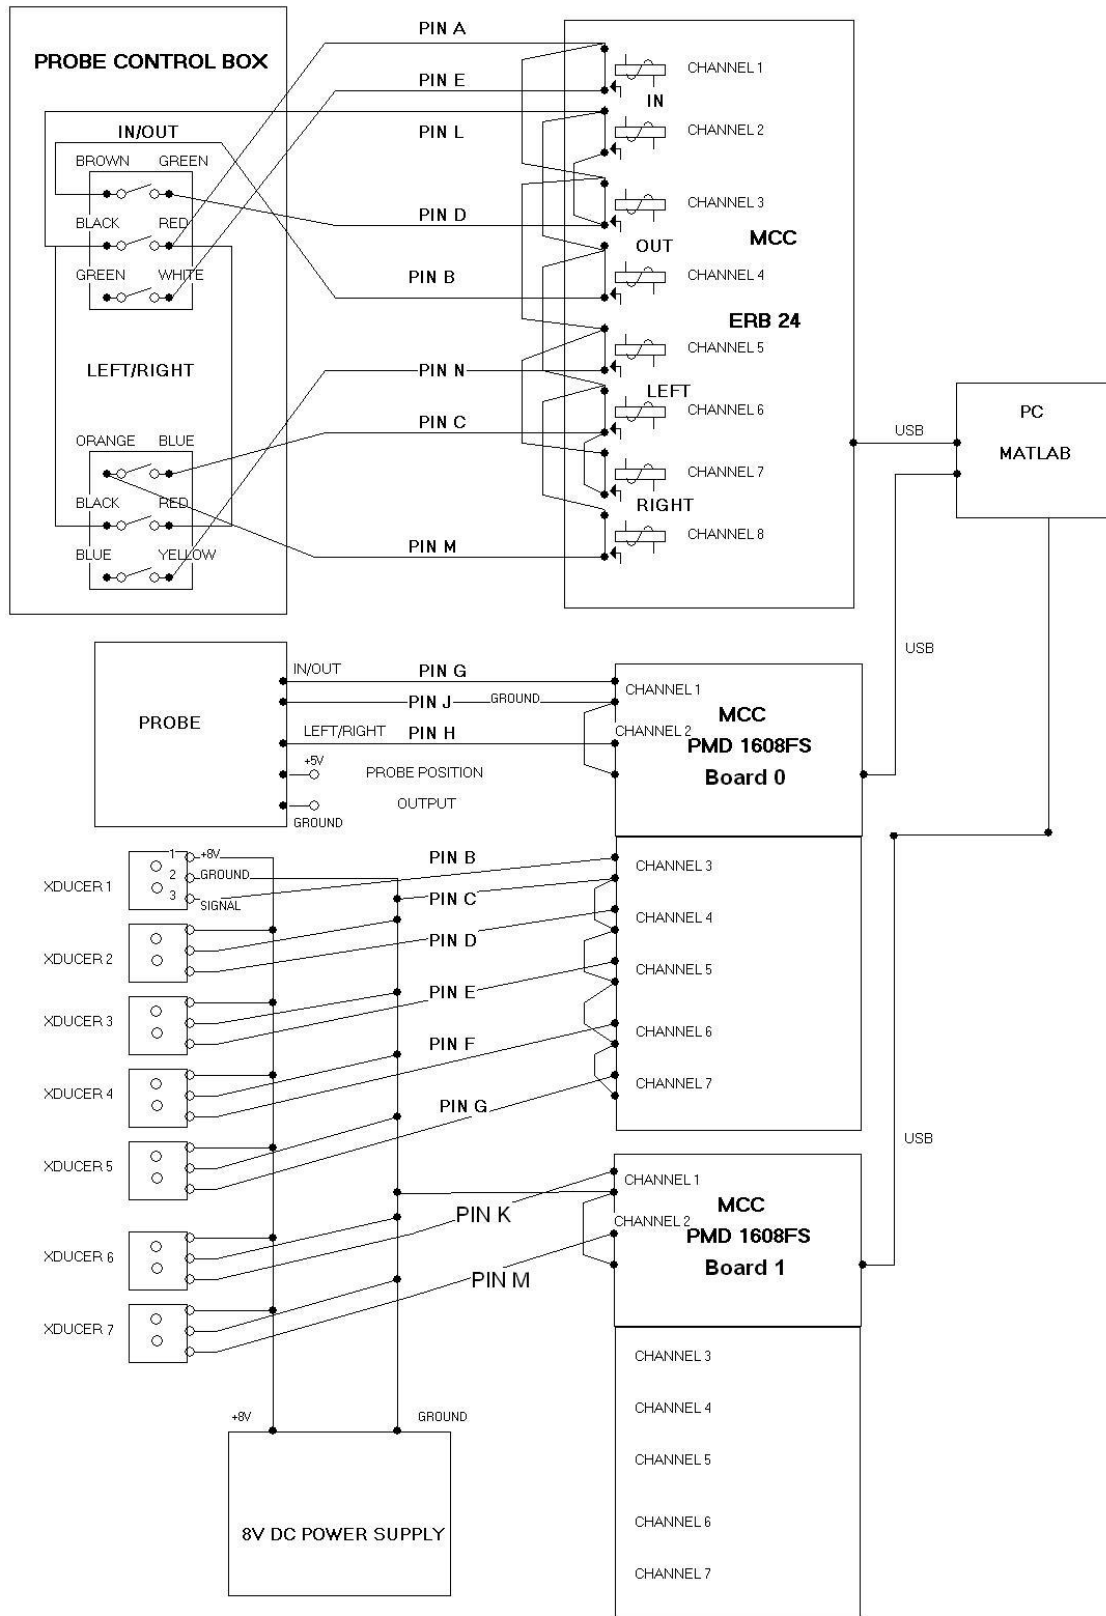 PROBE CONTROL BOX
IN/OUT
BROWN GREEN
BLACK RED
GREEN WHITE
LEFT/RIGHT
ORANGE BLUE
BLACK RED
BLUE YELLOW
PIN A
PIN E
PIN L
PIN D
PIN B
PIN N
PIN C
PIN M
CHANNEL 1
IN
CHANNEL 2
CHANNEL 3
OUT
MCC
CHANNEL 4
ERB 24
CHANNEL 5
LEFT
CHANNEL 6
CHANNEL 7
RIGHT
CHANNEL 8
USB
PC
MATLAB
USB
PROBE
IN/OUT PIN G
PIN J GROUND
LEFT/RIGHT PIN H
+5V
PROBE POSITION
OUTPUT
GROUND
CHANNEL 1
MCC
CHANNEL 2
PMD 1608FS
Board 0
XDUCER 1
1 +8V
2 GROUND
3 SIGNAL
XDUCER 2
XDUCER 3
XDUCER 4
XDUCER 5
XDUCER 6
XDUCER 7
PIN B
PIN C
PIN D
PIN E
PIN F
PIN G
PIN K
PIN M
CHANNEL 3
CHANNEL 4
CHANNEL 5
CHANNEL 6
CHANNEL 7
USB
CHANNEL 1
MCC
CHANNEL 2
PMD 1608FS
Board 1
CHANNEL 3
CHANNEL 4
CHANNEL 5
CHANNEL 6
CHANNEL 7
+8V GROUND
8V DC POWER SUPPLY